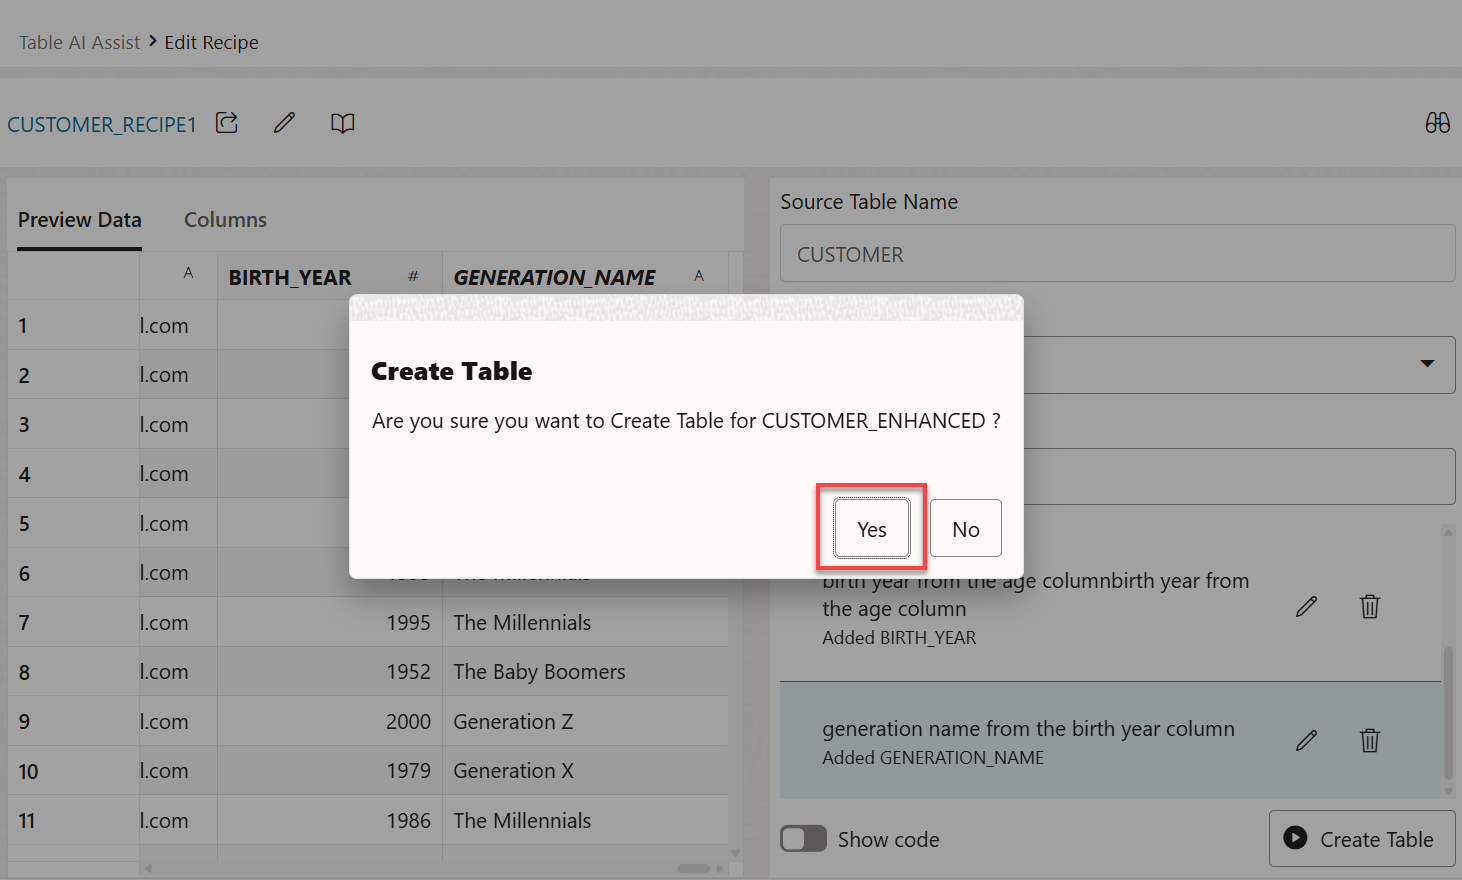 Table AI Assist > Edit Recipe
CUSTOMER_RECIPE1
Preview Data Columns
A BIRTH_YEAR # GENERATION_NAME A
1 l.com
2 l.com
3 l.com
4 l.com
5 l.com
6 l.com
7 l.com 1995 The Millennials
8 l.com 1952 The Baby Boomers
9 l.com 2000 Generation Z
10 l.com 1979 Generation X
11 l.com 1986 The Millennials
Source Table Name
CUSTOMER
Create Table
Are you sure you want to Create Table for CUSTOMER_ENHANCED ?
Yes No
birth year from the age columnbirth year from
the age column
Added BIRTH_YEAR
generation name from the birth year column
Added GENERATION_NAME
Show code
Create Table